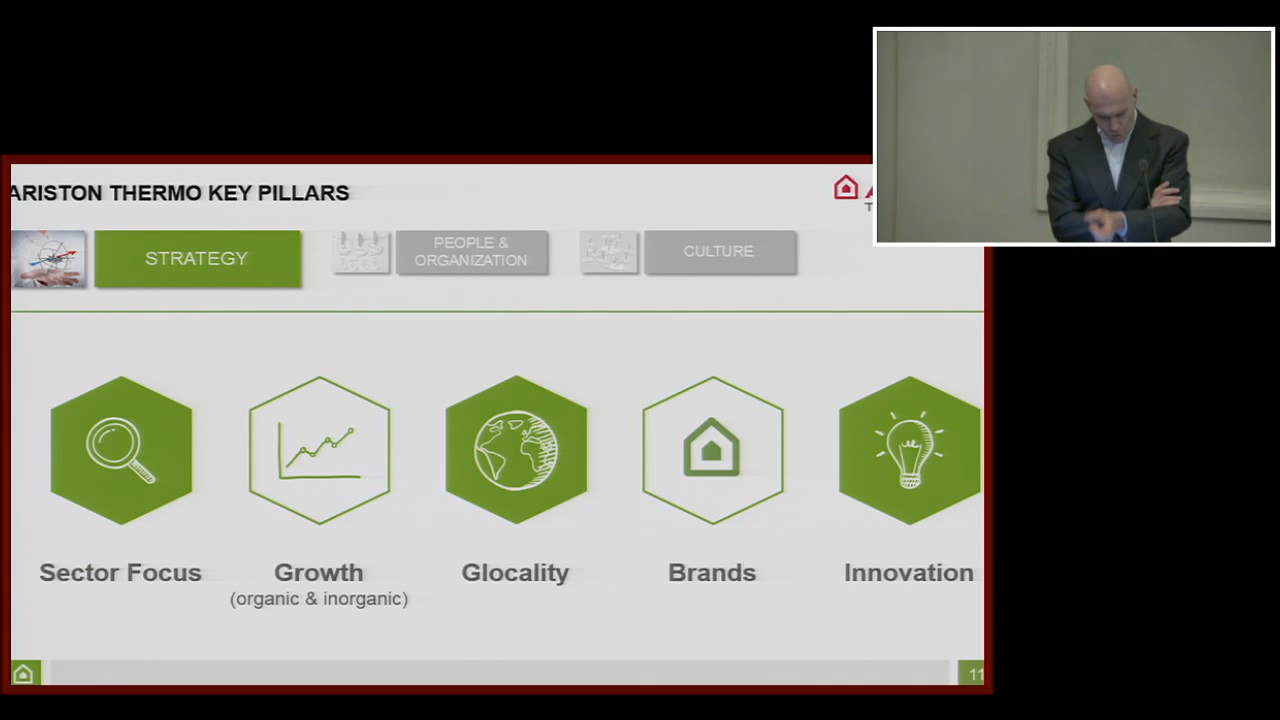 ARISTON THERMO KEY PILLARS
STRATEGY
PEOPLE &
ORGANIZATION
CULTURE
Sector Focus
Growth
(organic & inorganic)
Glocality
Brands
Innovation
11